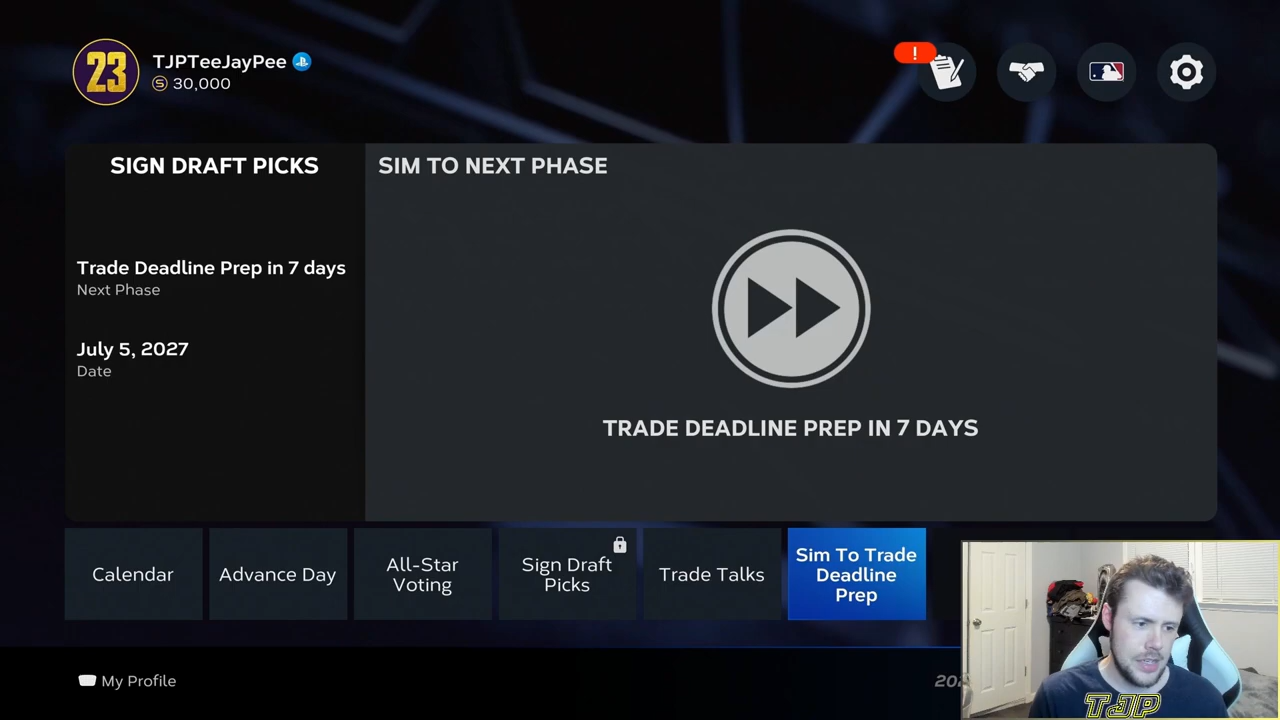 23
TJPTeeJayPee
S 30,000
!
SIGN DRAFT PICKS
SIM TO NEXT PHASE
Trade Deadline Prep in 7 days
Next Phase
July 5, 2027
Date
TRADE DEADLINE PREP IN 7 DAYS
Calendar
Advance Day
All-Star
Voting
Sign Draft
Picks
Trade Talks
Sim To Trade
Deadline
Prep
My Profile
TJP